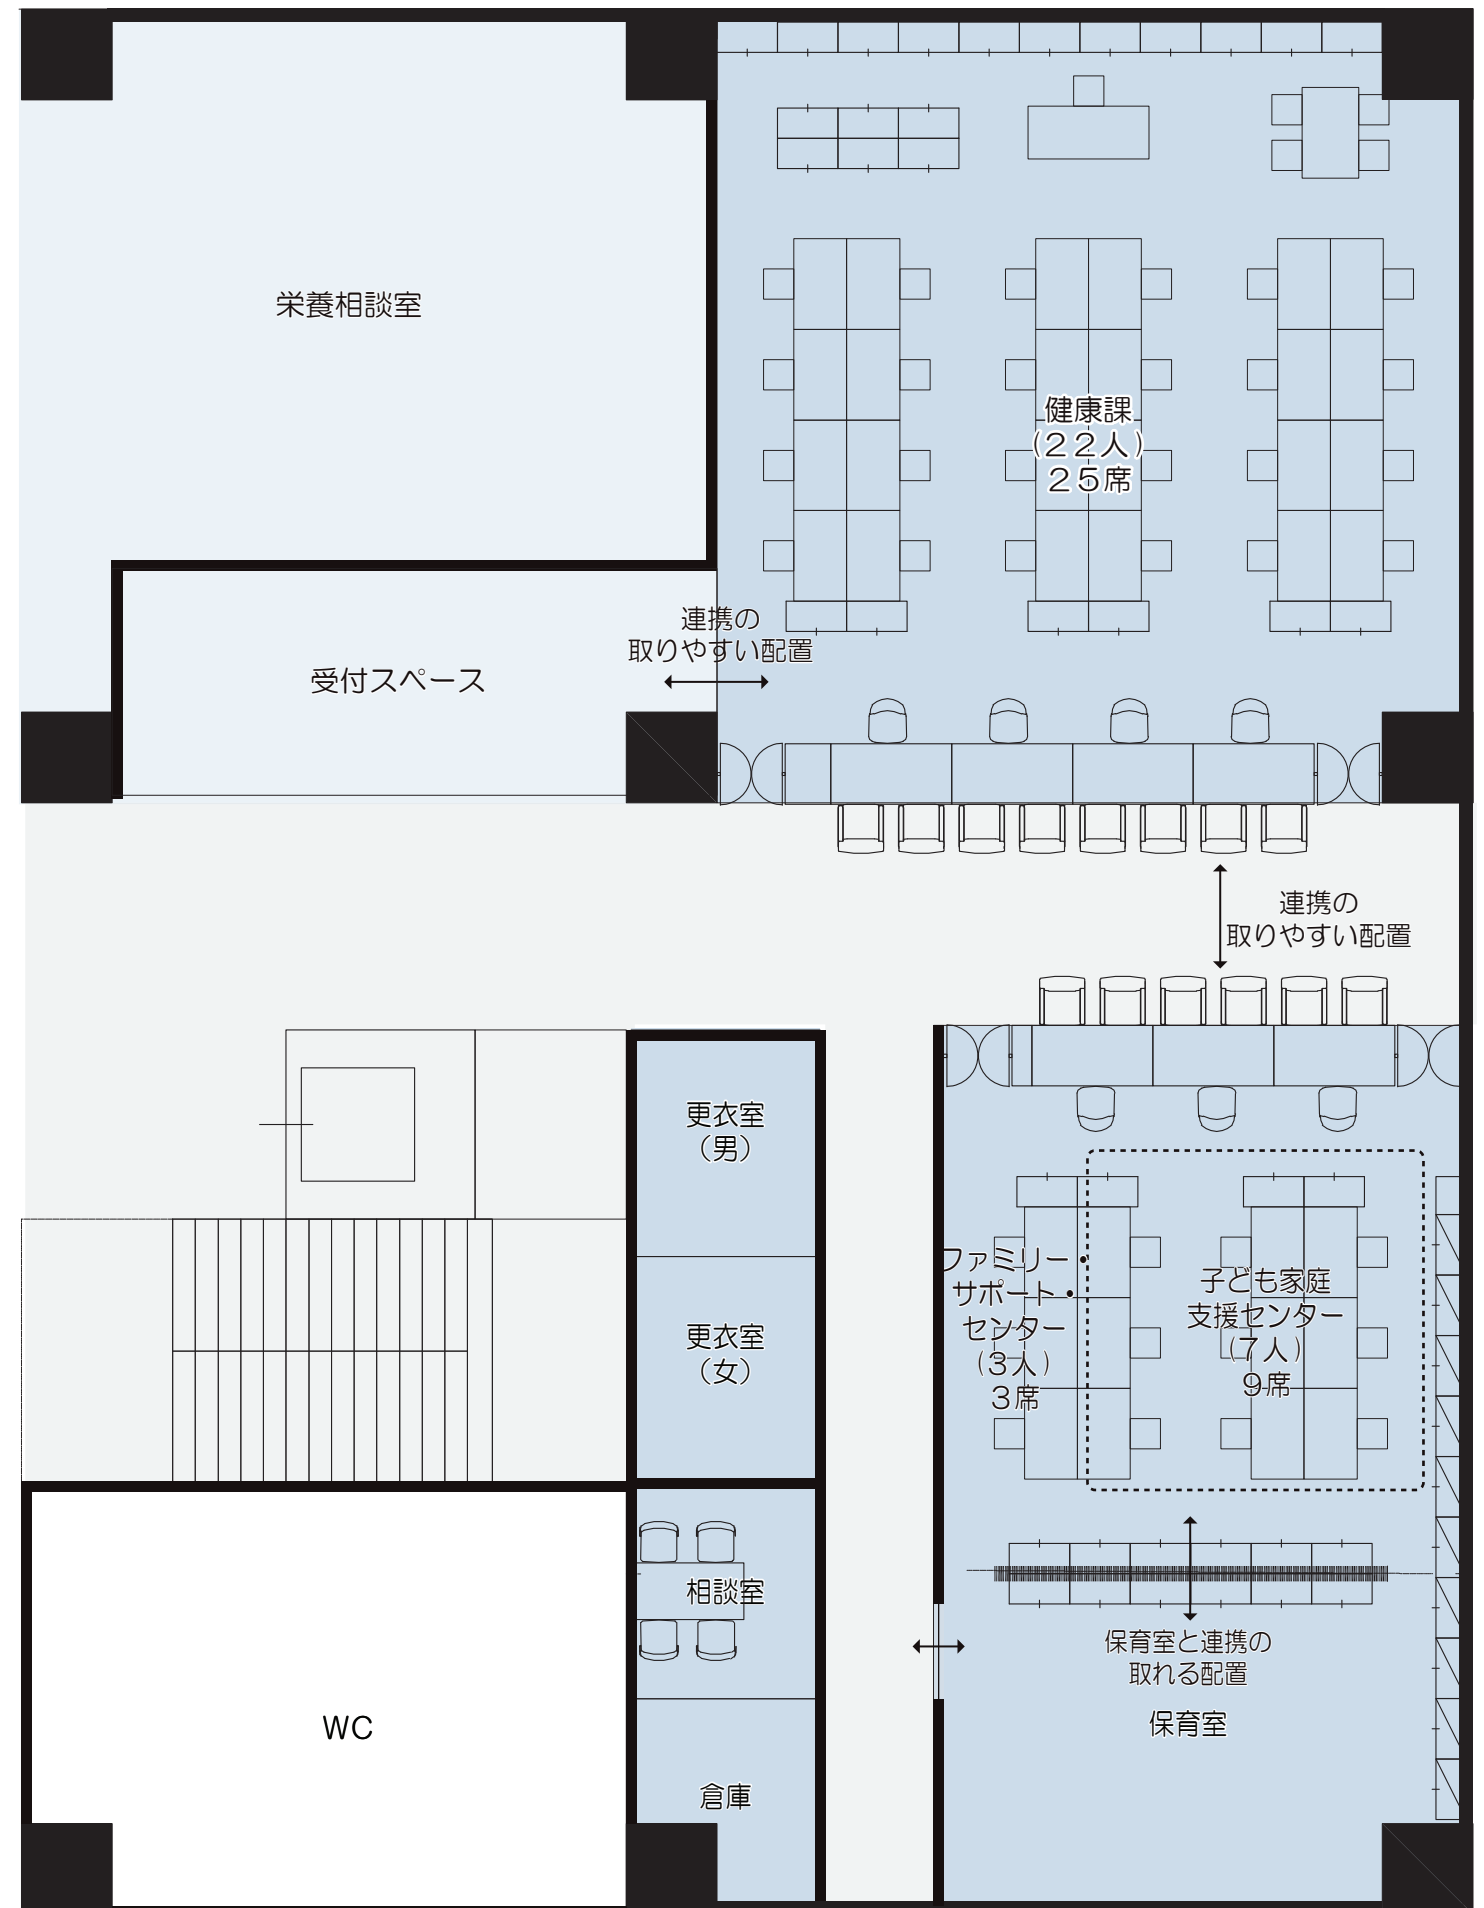 栄養相談室
健康課
（２２人）
２５席
連携の
取りやすい配置
受付スペース
連携の
取りやすい配置
更衣室
（男）
更衣室
（女）
ファミリー・
サポート・
センター
（３人）
３席
子ども家庭
支援センター
（７人）
９席
相談室
保育室と連携の
取れる配置
保育室
WC
倉庫